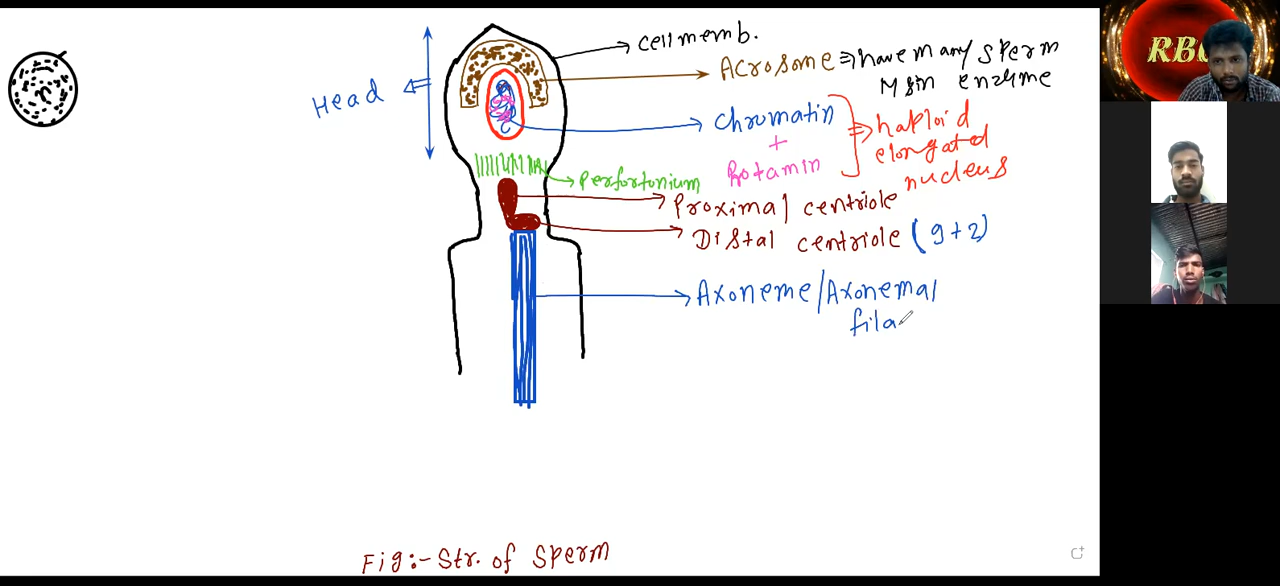 cell memb.
Acrosome ⇒ have many sperm
lysin enzyme
Head
chromatin
+
Protamin
haploid
elongated
nucleus
Perfortonium
Proximal centriole
Distal centriole (9+2)
Axoneme/Axonemal
fila
Fig:- Str. of sperm
RB